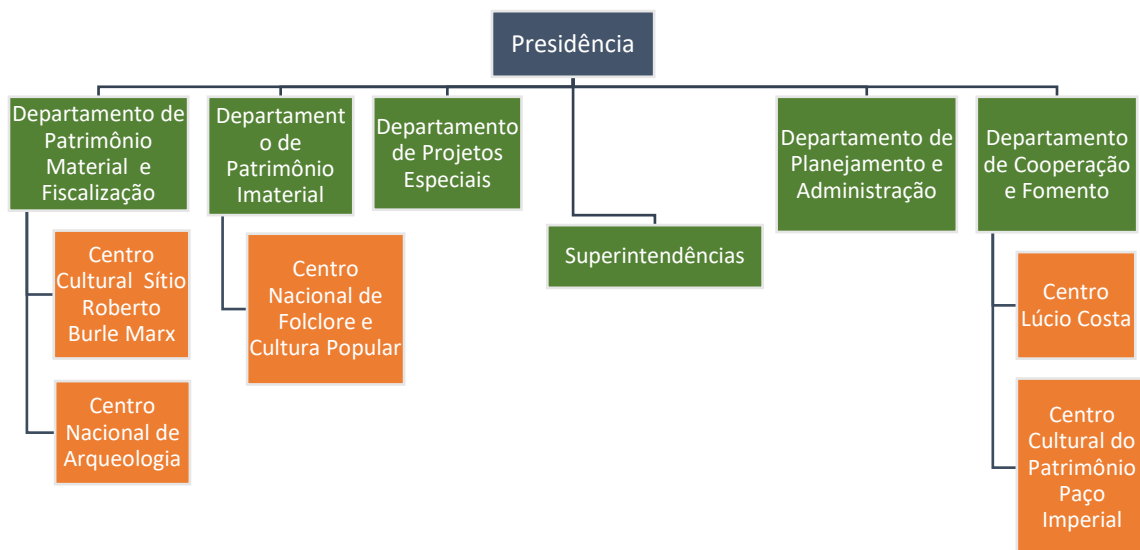 Presidência
Departamento de
Patrimônio
Material e
Fiscalização
Departament
o de
Patrimônio
Imaterial
Departamento
de Projetos
Especiais
Superintendências
Departamento de
Planejamento e
Administração
Departamento
de Cooperação
e Fomento
Centro
Cultural Sítio
Roberto
Burle Marx
Centro
Nacional de
Arqueologia
Centro
Nacional de
Folclore e
Cultura Popular
Centro
Lúcio Costa
Centro
Cultural do
Patrimônio
Paço
Imperial